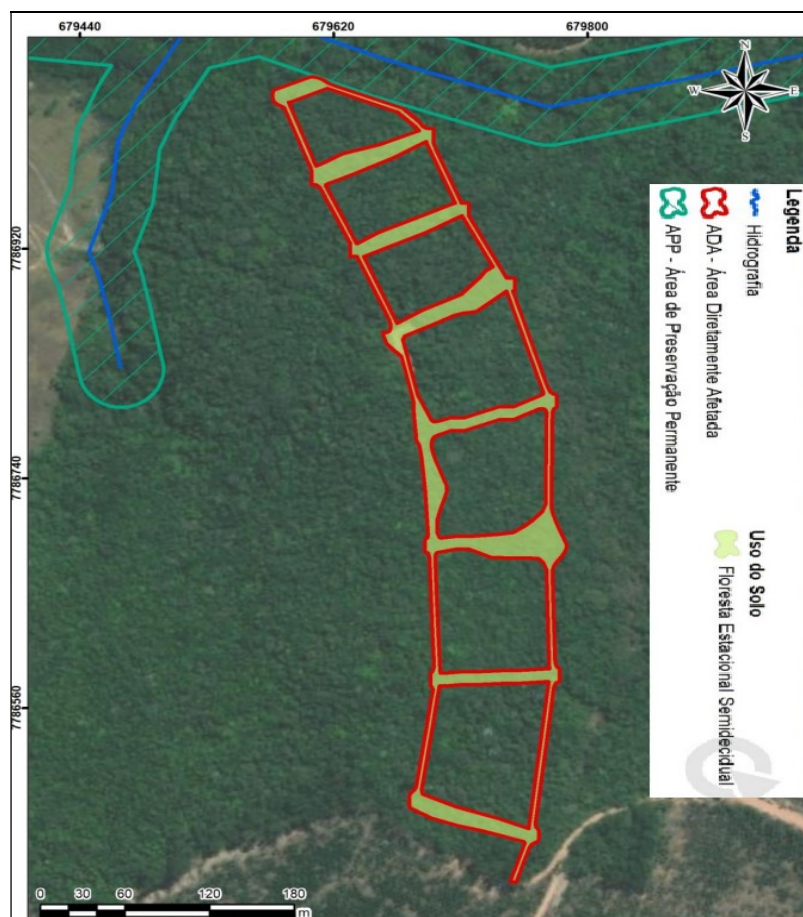 679440 679620 679800
N
W E
S
7786920
7786740
7786560
Legenda
Hidrografia
ADA - Área Diretamente Afetada
APP - Área de Preservação Permanente
Uso do Solo
Floresta Estacional Semidecidual
0 30 60 120 180
m